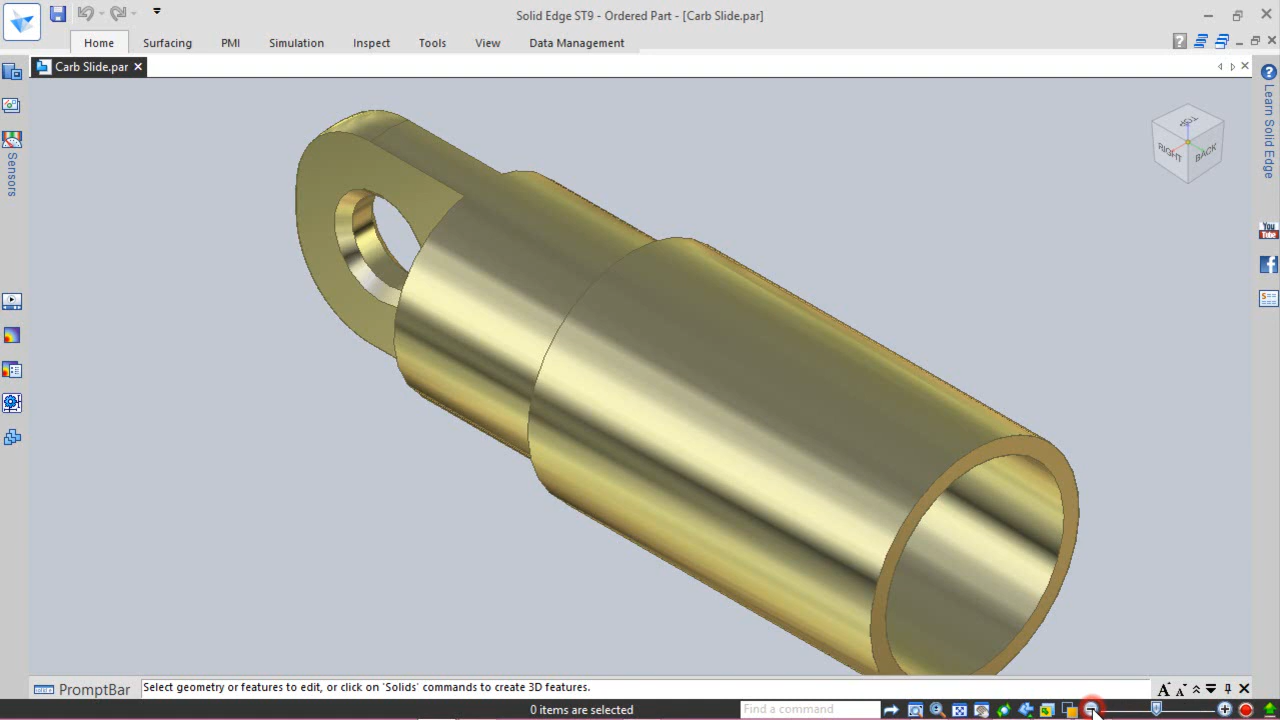 Solid Edge ST9 - Ordered Part - [Carb Slide.par]
Home Surfacing PMI Simulation Inspect Tools View Data Management
Carb Slide.par
Learn Solid Edge
Sensors
TOP
RIGHT BACK
You Tube
PromptBar Select geometry or features to edit, or click on 'Solids' commands to create 3D features.
0 items are selected Find a command